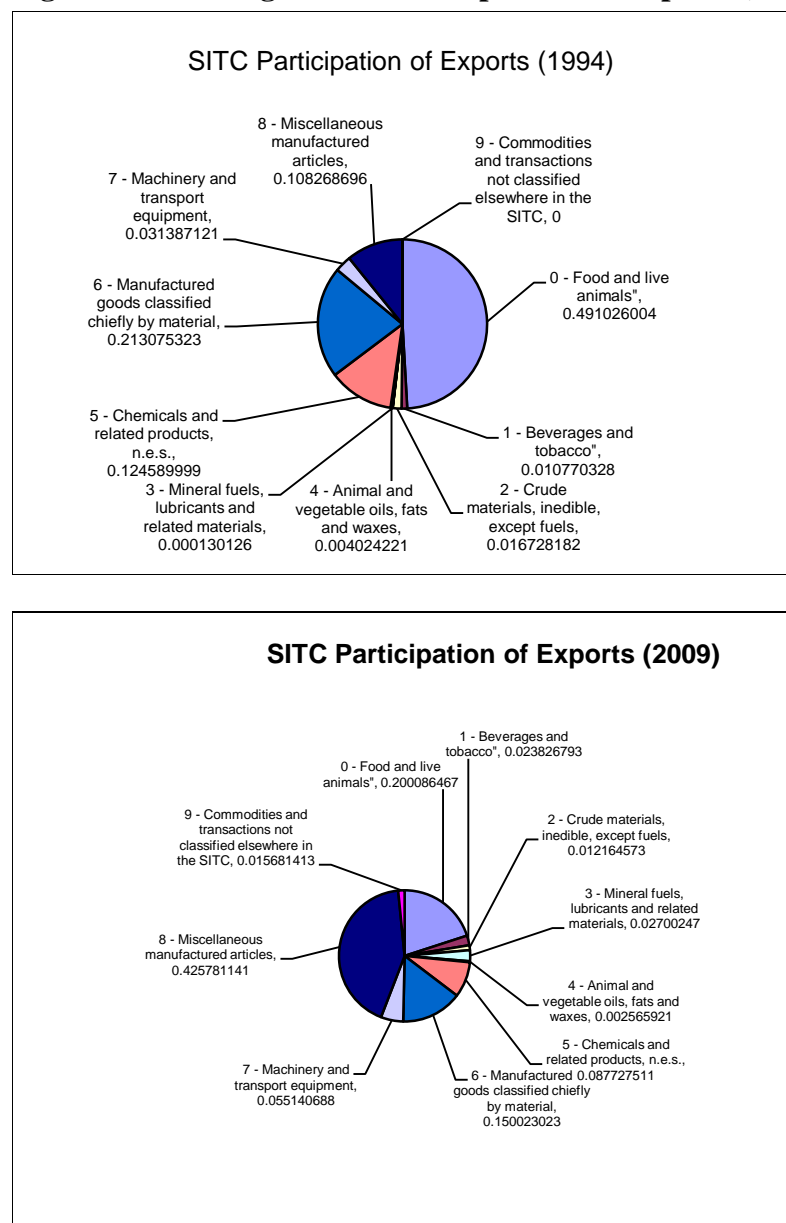 SITC Participation of Exports (1994)
8 - Miscellaneous
manufactured
articles,
0.108268696
9 - Commodities
and transactions
not classified
elsewhere in the
SITC, 0
7 - Machinery and
transport
equipment,
0.031387121
0 - Food and live
animals",
0.491026004
6 - Manufactured
goods classified
chiefly by material,
0.213075323
5 - Chemicals and
related products,
n.e.s.,
0.124589999
1 - Beverages and
tobacco",
0.010770328
3 - Mineral fuels,
lubricants and
related materials,
0.000130126
4 - Animal and
vegetable oils, fats
and waxes,
0.004024221
2 - Crude
materials, inedible,
except fuels,
0.016728182
SITC Participation of Exports (2009)
1 - Beverages and
tobacco", 0.023826793
0 - Food and live
animals", 0.200086467
9 - Commodities and
transactions not
classified elsewhere in
the SITC, 0.015681413
2 - Crude materials,
inedible, except fuels,
0.012164573
3 - Mineral fuels,
lubricants and related
materials, 0.02700247
8 - Miscellaneous
manufactured articles,
0.425781141
4 - Animal and
vegetable oils, fats and
waxes, 0.002565921
5 - Chemicals and
related products, n.e.s.,
0.087727511
7 - Machinery and
transport equipment,
0.055140688
6 - Manufactured
goods classified chiefly
by material,
0.150023023